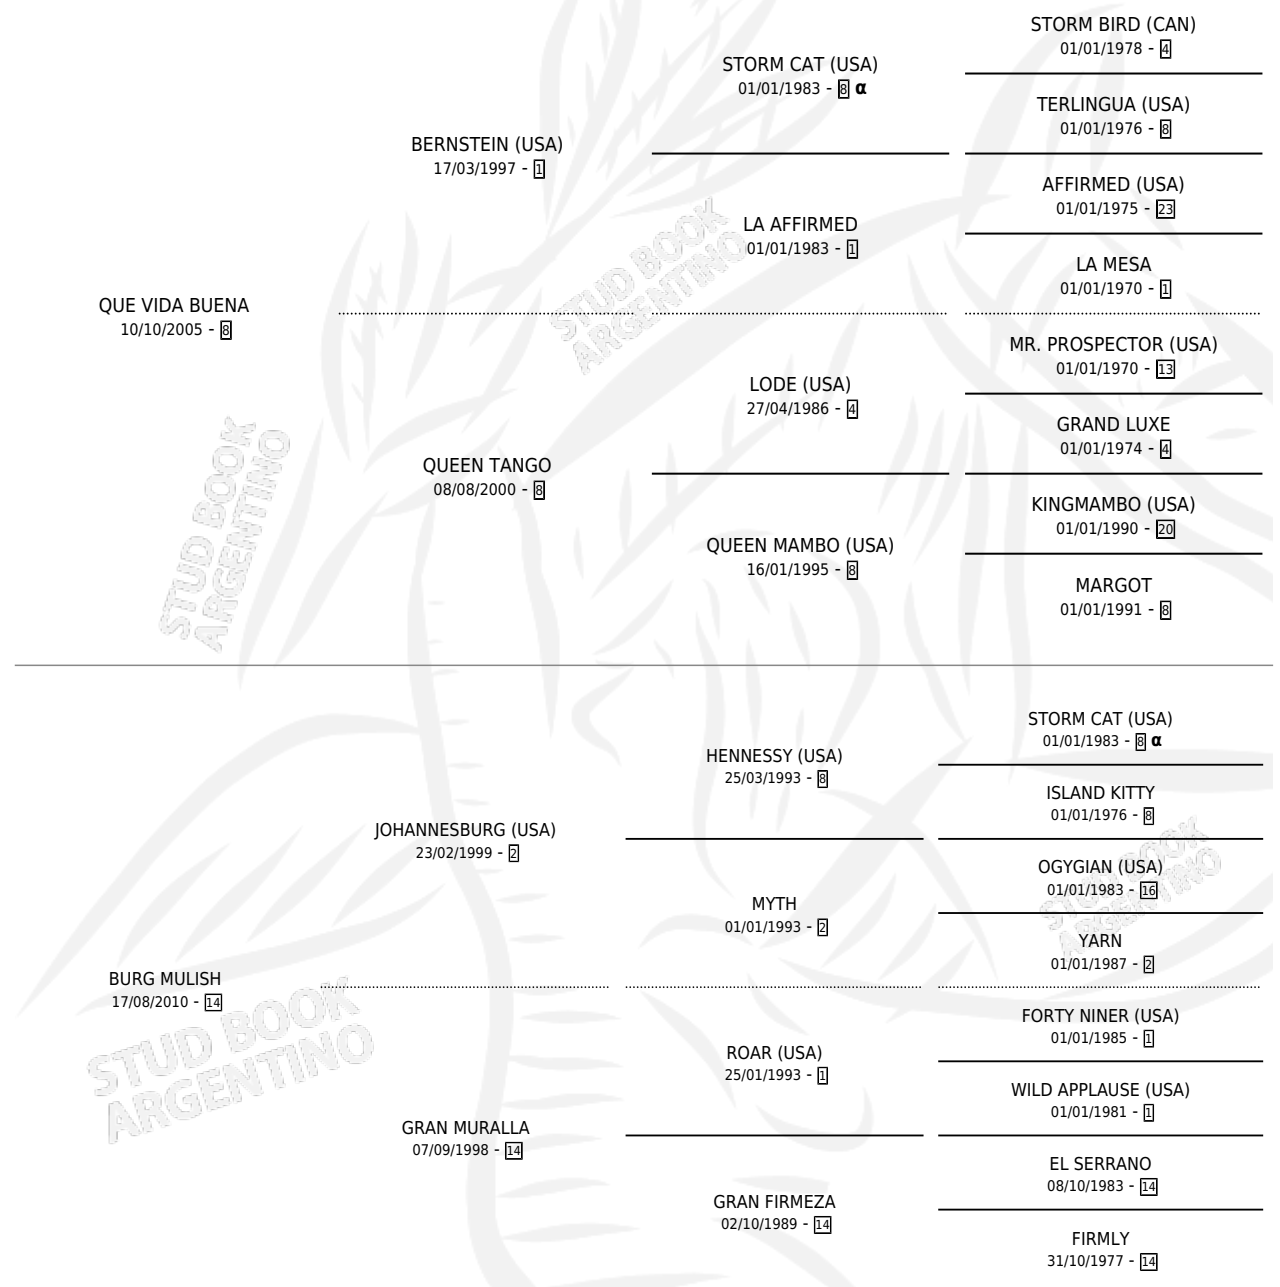 STORM BIRD (CAN)
01/01/1978 - 4
STORM CAT (USA)
01/01/1983 - 8 α
TERLINGUA (USA)
01/01/1976 - 8
BERNSTEIN (USA)
17/03/1997 - 1
AFFIRMED (USA)
01/01/1975 - 23
LA AFFIRMED
01/01/1983 - 1
LA MESA
01/01/1970 - 1
QUE VIDA BUENA
10/10/2005 - 8
MR. PROSPECTOR (USA)
01/01/1970 - 13
LODE (USA)
27/04/1986 - 4
GRAND LUXE
01/01/1974 - 4
QUEEN TANGO
08/08/2000 - 8
KINGMAMBO (USA)
01/01/1990 - 20
QUEEN MAMBO (USA)
16/01/1995 - 8
MARGOT
01/01/1991 - 8
STUD BOOK
ARGENTINO
STUD BOOK
ARGENTINO
STORM CAT (USA)
01/01/1983 - 8 α
HENNESSY (USA)
25/03/1993 - 8
ISLAND KITTY
01/01/1976 - 8
JOHANNESBURG (USA)
23/02/1999 - 2
OGYGIAN (USA)
01/01/1983 - 16
MYTH
01/01/1993 - 2
YARN
01/01/1987 - 2
BURG MULISH
17/08/2010 - 14
FORTY NINER (USA)
01/01/1985 - 1
ROAR (USA)
25/01/1993 - 1
WILD APPLAUSE (USA)
01/01/1981 - 1
GRAN MURALLA
07/09/1998 - 14
EL SERRANO
08/10/1983 - 14
GRAN FIRMEZA
02/10/1989 - 14
FIRMLY
31/10/1977 - 14
STUD BOOK
ARGENTINO
STUD BOOK
ARGENTINO